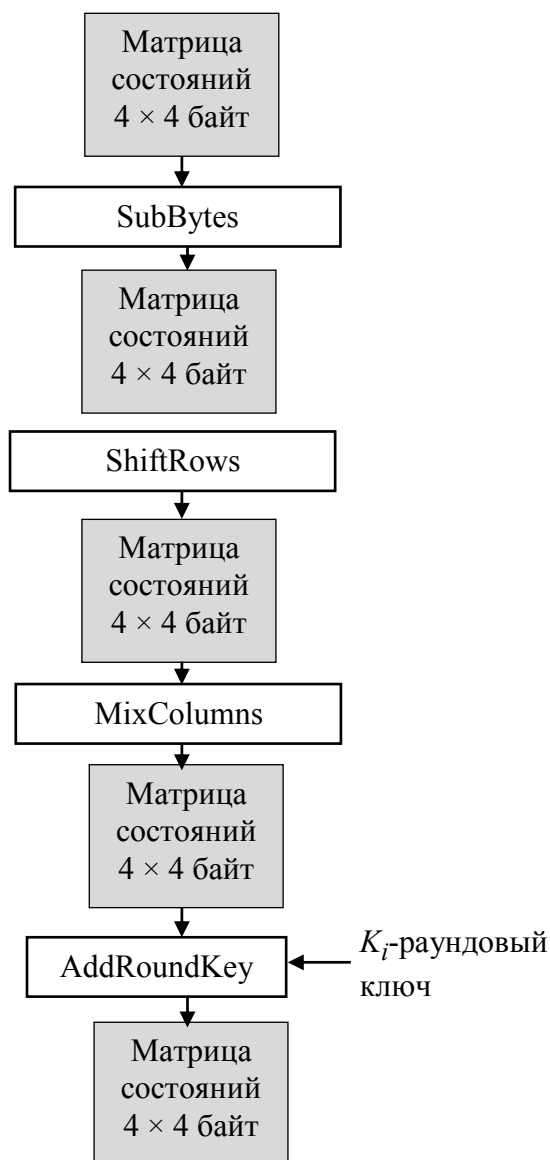 Матрица
состояний
4 × 4 байт
SubBytes
Матрица
состояний
4 × 4 байт
ShiftRows
Матрица
состояний
4 × 4 байт
MixColumns
Матрица
состояний
4 × 4 байт
AddRoundKey
Ki-раундовый
ключ
Матрица
состояний
4 × 4 байт